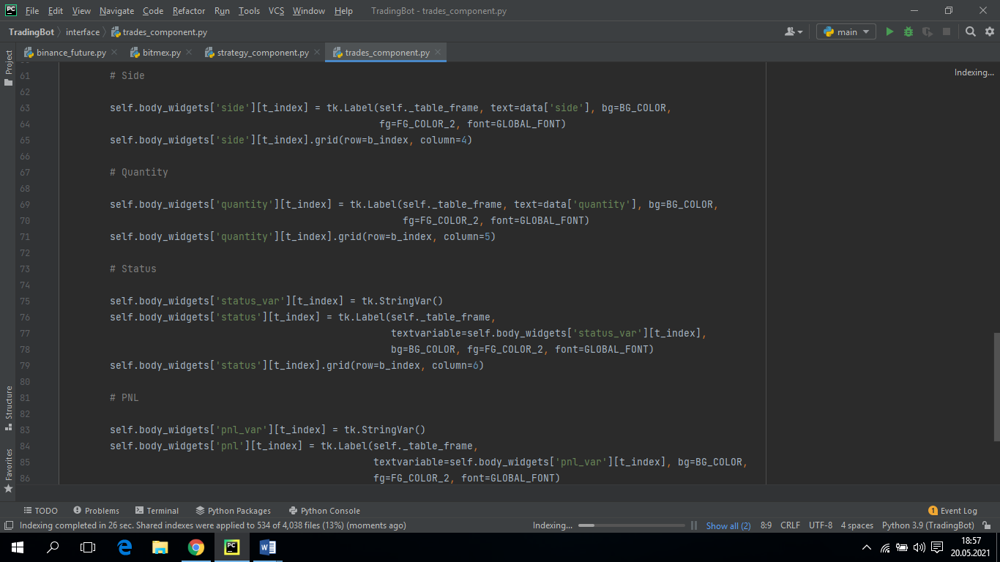 PC File Edit View Navigate Code Refactor Run Tools VCS Window Help TradingBot - trades_component.py
TradingBot interface trades_component.py main
Project
binance_future.py bitmex.py strategy_component.py trades_component.py
Indexing...
61 # Side
62
63 self.body_widgets['side'][t_index] = tk.Label(self._table_frame, text=data['side'], bg=BG_COLOR,
64 fg=FG_COLOR_2, font=GLOBAL_FONT)
65 self.body_widgets['side'][t_index].grid(row=b_index, column=4)
66
67 # Quantity
68
69 self.body_widgets['quantity'][t_index] = tk.Label(self._table_frame, text=data['quantity'], bg=BG_COLOR,
70 fg=FG_COLOR_2, font=GLOBAL_FONT)
71 self.body_widgets['quantity'][t_index].grid(row=b_index, column=5)
72
73 # Status
74
75 self.body_widgets['status_var'][t_index] = tk.StringVar()
76 self.body_widgets['status'][t_index] = tk.Label(self._table_frame,
77 textvariable=self.body_widgets['status_var'][t_index],
78 bg=BG_COLOR, fg=FG_COLOR_2, font=GLOBAL_FONT)
79 self.body_widgets['status'][t_index].grid(row=b_index, column=6)
80
81 # PNL
82
83 self.body_widgets['pnl_var'][t_index] = tk.StringVar()
84 self.body_widgets['pnl'][t_index] = tk.Label(self._table_frame,
85 textvariable=self.body_widgets['pnl_var'][t_index], bg=BG_COLOR,
86 fg=FG_COLOR_2, font=GLOBAL_FONT)
Structure
Favorites
TODO Problems Terminal Python Packages Python Console 1 Event Log
Indexing completed in 26 sec. Shared indexes were applied to 534 of 4,038 files (13%) (moments ago) Indexing... Show all (2) 8:9 CRLF UTF-8 4 spaces Python 3.9 (TradingBot)
PC
18:57
20.05.2021